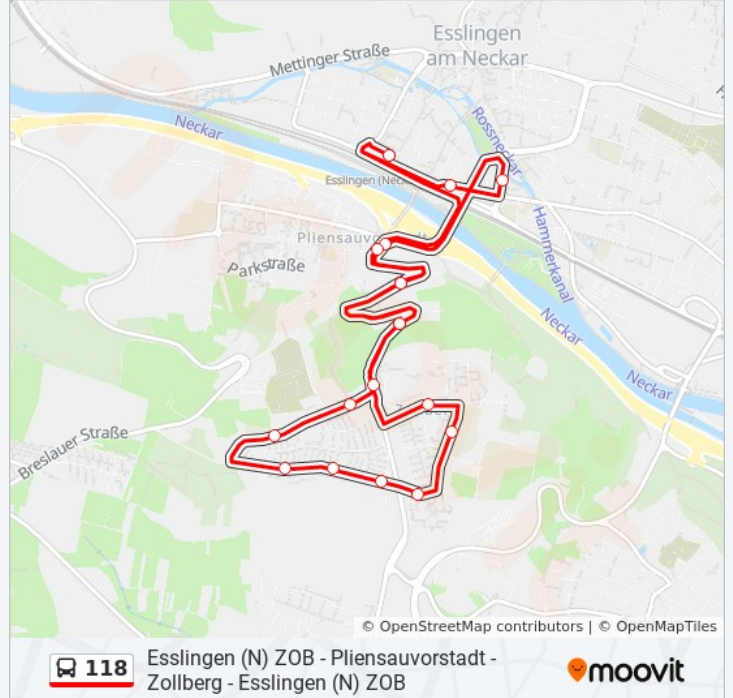 Esslingen
am Neckar
Mettinger Straße
Neckar
Rossneckar
Esslingen (Neck
Pliensauvorstadt
Hammerkanal
Parkstraße
Neckar
Neckar
Breslauer Straße
© OpenStreetMap contributors | © OpenMapTiles
118
Esslingen (N) ZOB - Pliensauvorstadt -
Zollberg - Esslingen (N) ZOB
moovit